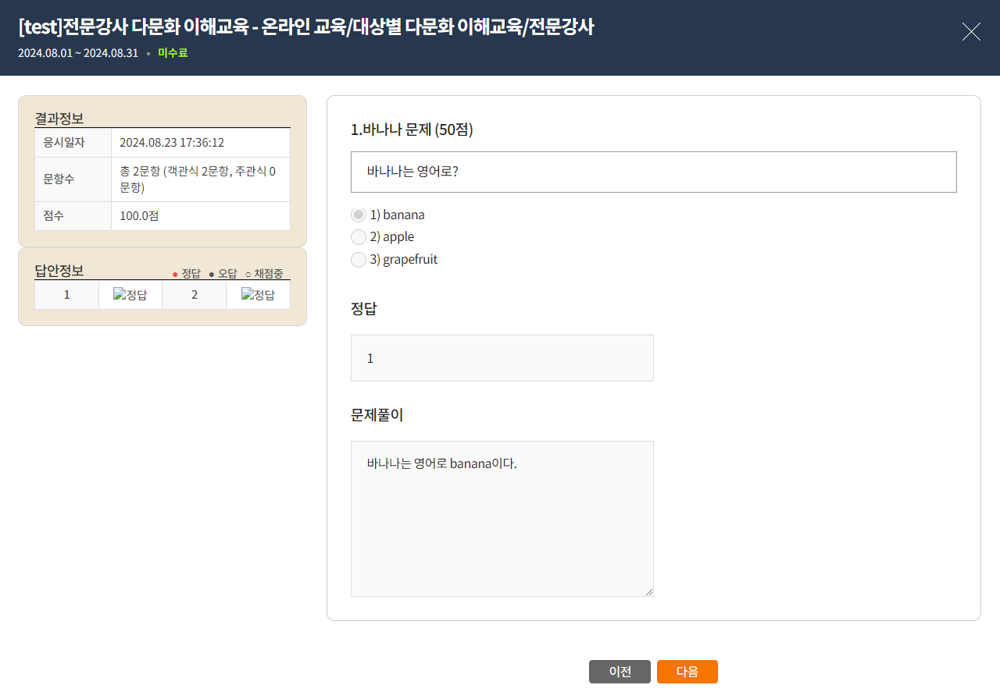 [test]전문강사 다문화 이해교육 - 온라인 교육/대상별 다문화 이해교육/전문강사
2024.08.01 ~ 2024.08.31 • 미수료
결과정보
응시일자 2024.08.23 17:36:12
문항수 총 2문항 (객관식 2문항, 주관식 0
문항)
점수 100.0점
답안정보 ● 정답 ● 오답 ○ 채점중
1 정답 2 정답
1.바나나 문제 (50점)
바나나는 영어로?
1) banana
2) apple
3) grapefruit
정답
1
문제풀이
바나나는 영어로 banana이다.
이전 다음